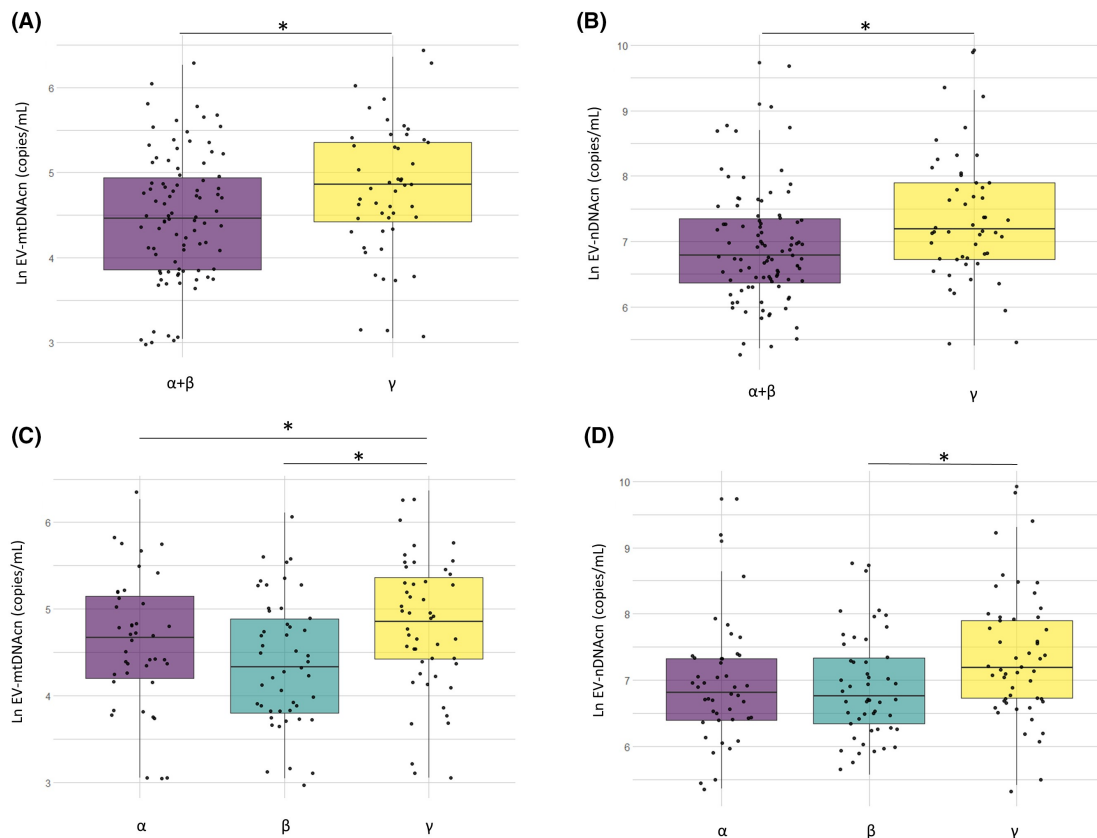 (A)
*
Ln EV-mtDNAcn (copies/mL)
6
5
4
3
α+β
γ
(B)
*
Ln EV-nDNAcn (copies/mL)
10
9
8
7
6
α+β
γ
(C)
*
*
Ln EV-mtDNAcn (copies/mL)
6
5
4
3
α
β
γ
(D)
*
Ln EV-nDNAcn (copies/mL)
10
9
8
7
6
α
β
γ